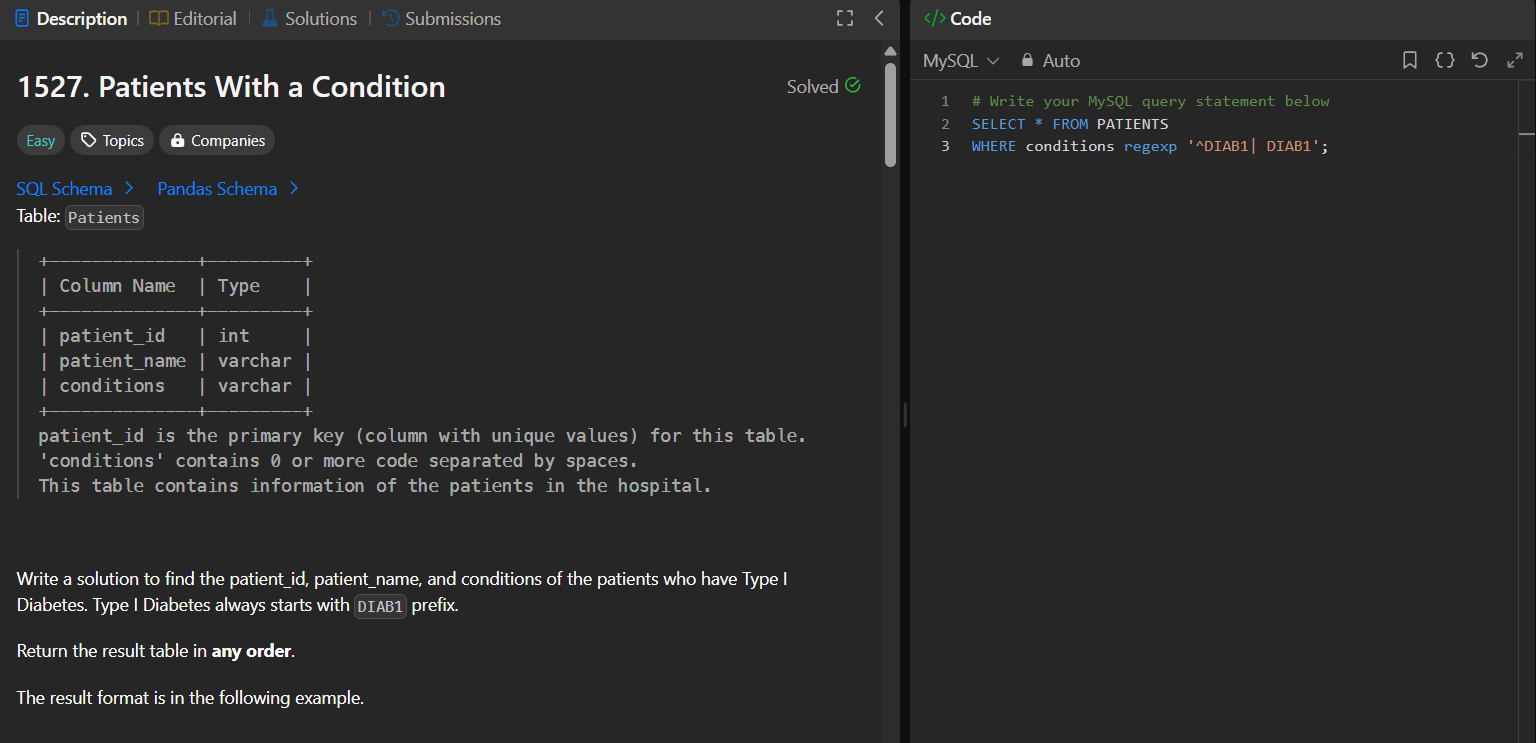 Description | Editorial | Solutions | Submissions
1527. Patients With a Condition
Solved
Easy Topics Companies
SQL Schema > Pandas Schema >
Table: Patients
+--------------+---------+
| Column Name  | Type    |
+--------------+---------+
| patient_id   | int     |
| patient_name | varchar |
| conditions   | varchar |
+--------------+---------+
patient_id is the primary key (column with unique values) for this table.
'conditions' contains 0 or more code separated by spaces.
This table contains information of the patients in the hospital.
Write a solution to find the patient_id, patient_name, and conditions of the patients who have Type I
Diabetes. Type I Diabetes always starts with DIAB1 prefix.
Return the result table in any order.
The result format is in the following example.
</> Code
MySQL Auto
1 # Write your MySQL query statement below
2 SELECT * FROM PATIENTS
3 WHERE conditions regexp '^DIAB1| DIAB1';